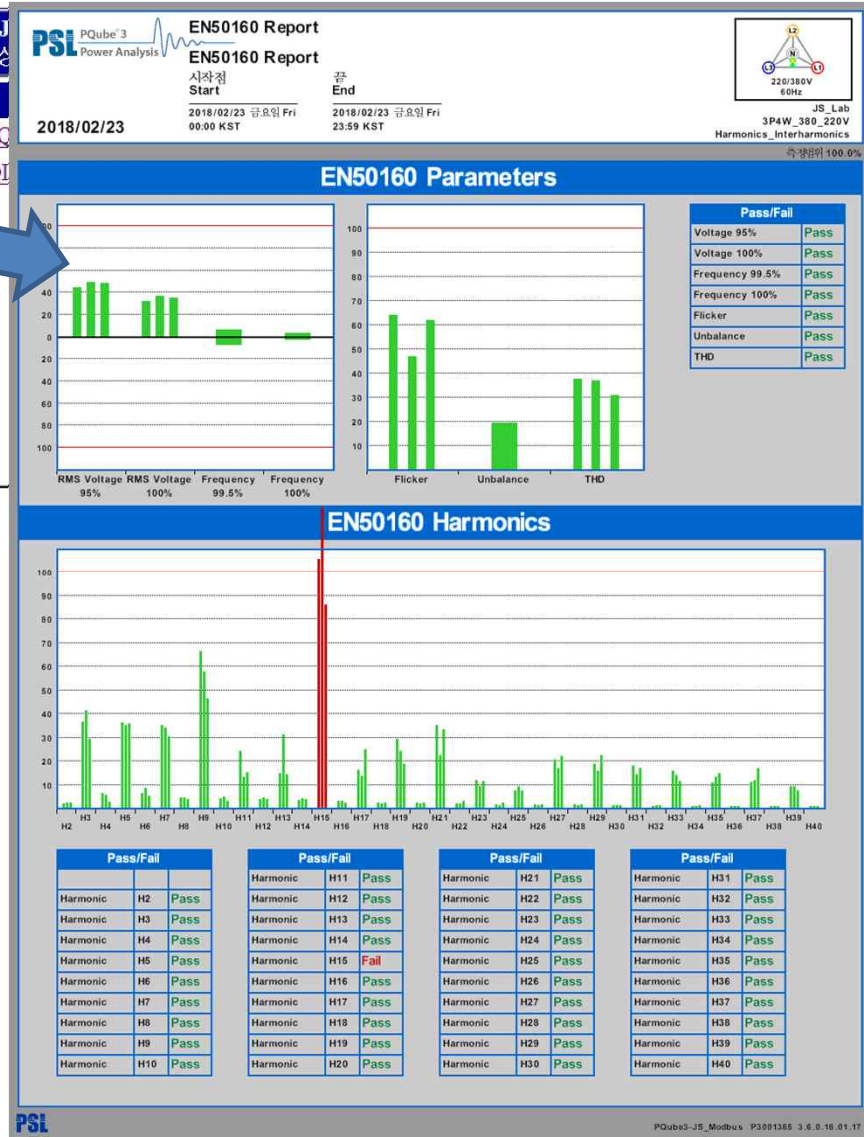 PSL PQube 3 Power Analysis
EN50160 Report
EN50160 Report
시작점 끝
Start End
2018/02/23 금요일 Fri 2018/02/23 금요일 Fri
00:00 KST 23:59 KST
2018/02/23
L2
N
L3 L1
220/380V
60Hz
JS_Lab
3P4W_380_220V
Harmonics_Interharmonics
측정범위 100.0%
EN50160 Parameters
40
20
0
20
40
60
80
100
RMS Voltage RMS Voltage Frequency Frequency
95% 100% 99.5% 100%
100
90
80
70
60
50
40
30
20
10
Flicker Unbalance THD
Pass/Fail
Voltage 95% Pass
Voltage 100% Pass
Frequency 99.5% Pass
Frequency 100% Pass
Flicker Pass
Unbalance Pass
THD Pass
EN50160 Harmonics
100
90
80
70
60
50
40
30
20
10
H3 H5 H7 H9 H11 H13 H15 H17 H19 H21 H23 H25 H27 H29 H31 H33 H35 H37 H39
H2 H4 H6 H8 H10 H12 H14 H16 H18 H20 H22 H24 H26 H28 H30 H32 H34 H36 H38 H40
Pass/Fail
Harmonic H2 Pass
Harmonic H3 Pass
Harmonic H4 Pass
Harmonic H5 Pass
Harmonic H6 Pass
Harmonic H7 Pass
Harmonic H8 Pass
Harmonic H9 Pass
Harmonic H10 Pass
Pass/Fail
Harmonic H11 Pass
Harmonic H12 Pass
Harmonic H13 Pass
Harmonic H14 Pass
Harmonic H15 Fail
Harmonic H16 Pass
Harmonic H17 Pass
Harmonic H18 Pass
Harmonic H19 Pass
Harmonic H20 Pass
Pass/Fail
Harmonic H21 Pass
Harmonic H22 Pass
Harmonic H23 Pass
Harmonic H24 Pass
Harmonic H25 Pass
Harmonic H26 Pass
Harmonic H27 Pass
Harmonic H28 Pass
Harmonic H29 Pass
Harmonic H30 Pass
Pass/Fail
Harmonic H31 Pass
Harmonic H32 Pass
Harmonic H33 Pass
Harmonic H34 Pass
Harmonic H35 Pass
Harmonic H36 Pass
Harmonic H37 Pass
Harmonic H38 Pass
Harmonic H39 Pass
Harmonic H40 Pass
PSL
PQube3-JS_Modbus P3001385 3.6.0.16.01.17